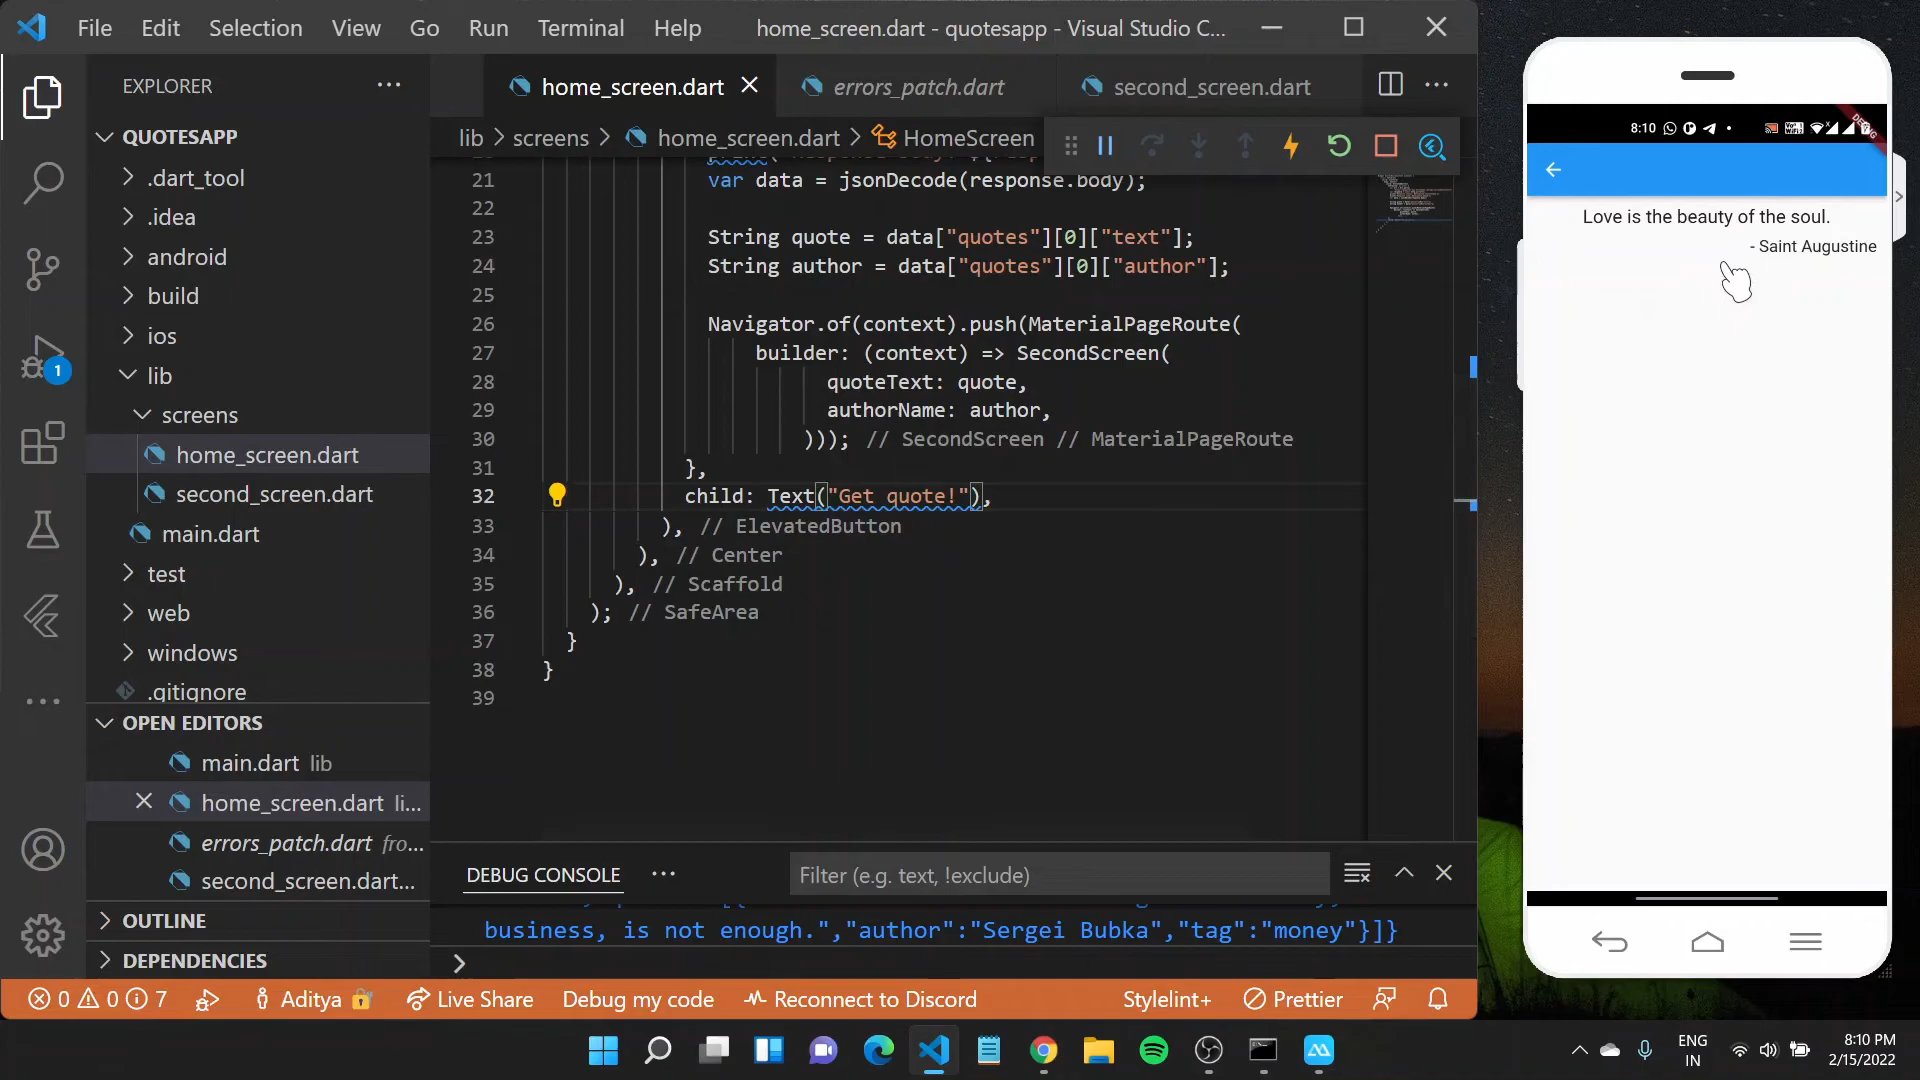 File Edit Selection View Go Run Terminal Help home_screen.dart - quotesapp - Visual Studio C...
EXPLORER
QUOTESAPP
.dart_tool
.idea
android
build
ios
lib
screens
home_screen.dart
second_screen.dart
main.dart
test
web
windows
.gitignore
OPEN EDITORS
main.dart lib
home_screen.dart li...
errors_patch.dart fro...
second_screen.dart...
OUTLINE
DEPENDENCIES
1
home_screen.dart errors_patch.dart second_screen.dart
lib > screens > home_screen.dart > HomeScreen
21 var data = jsonDecode(response.body);
22
23 String quote = data["quotes"][0]["text"];
24 String author = data["quotes"][0]["author"];
25
26 Navigator.of(context).push(MaterialPageRoute(
27 builder: (context) => SecondScreen(
28 quoteText: quote,
29 authorName: author,
30 ))); // SecondScreen // MaterialPageRoute
31 },
32 child: Text("Get quote!"),
33 ), // ElevatedButton
34 ), // Center
35 ), // Scaffold
36 ); // SafeArea
37 }
38 }
39
DEBUG CONSOLE
Filter (e.g. text, !exclude)
business, is not enough.","author":"Sergei Bubka","tag":"money"}]}
>
0 0 7 Aditya Live Share Debug my code Reconnect to Discord Stylelint+ Prettier
8:10
DEBUG
Love is the beauty of the soul.
- Saint Augustine
ENG
IN
8:10 PM
2/15/2022